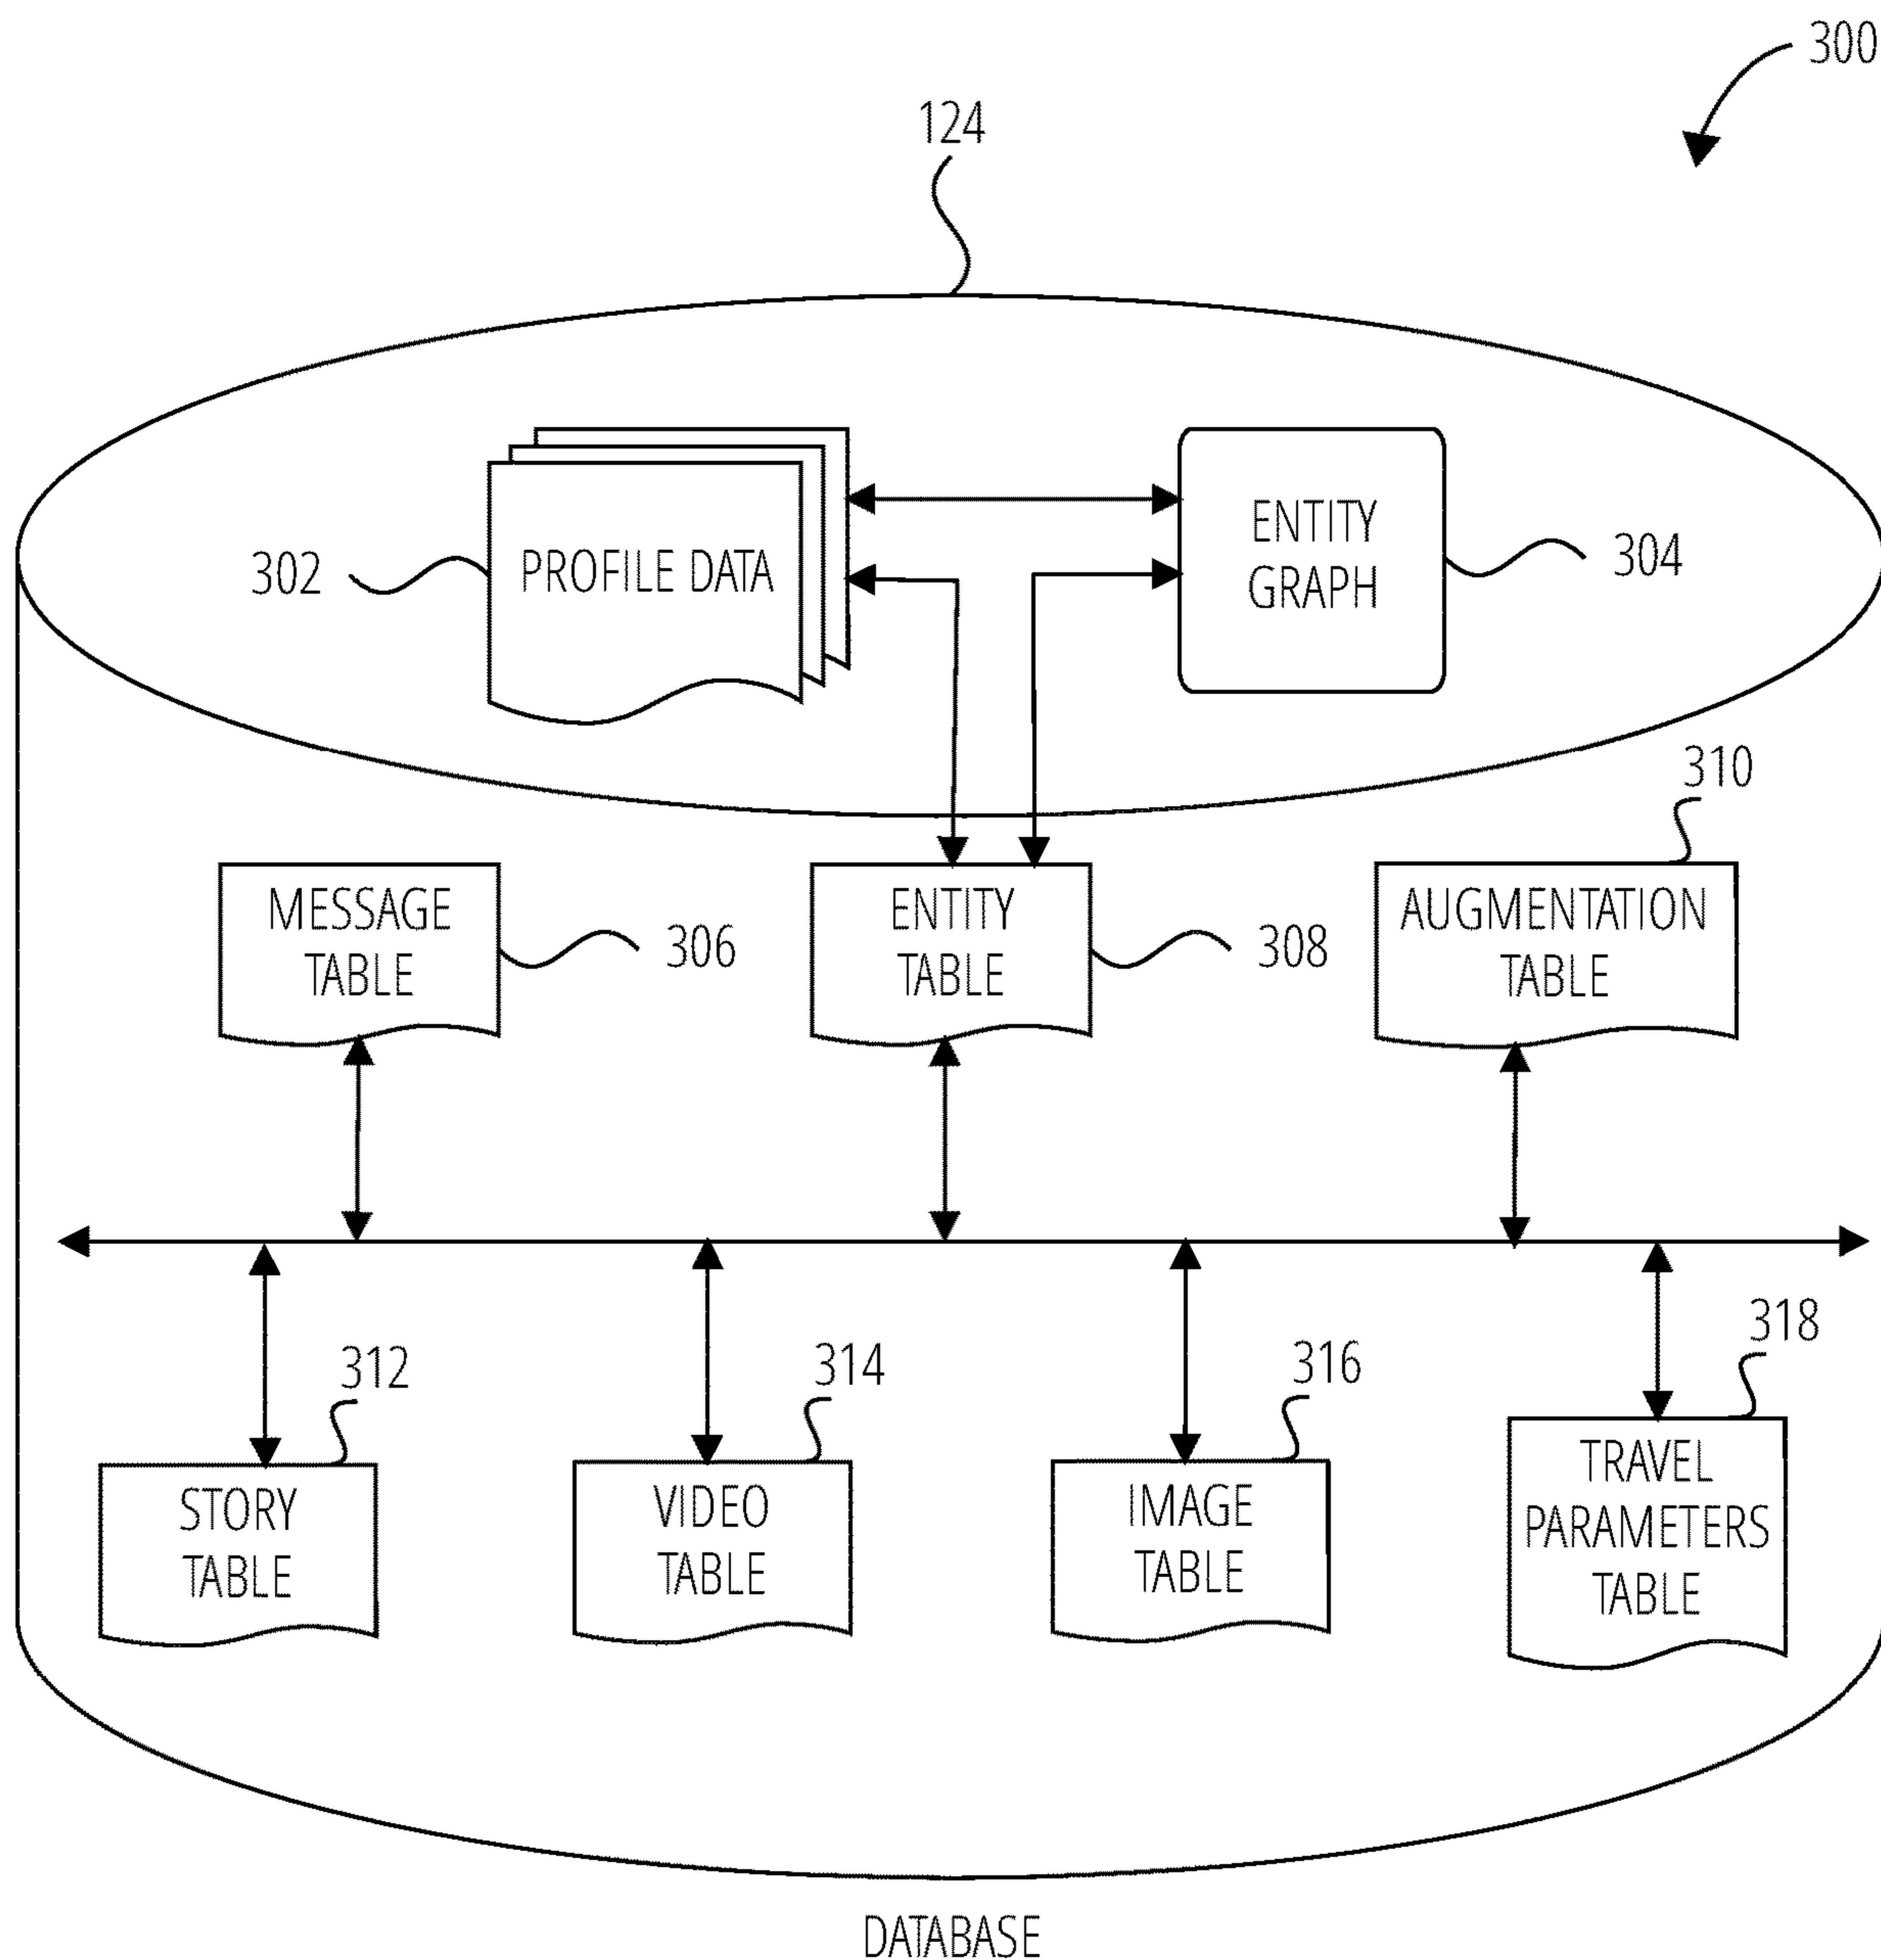 300
124
302
PROFILE DATA
ENTITY
GRAPH
304
310
MESSAGE
TABLE
306
ENTITY
TABLE
308
AUGMENTATION
TABLE
312
314
316
318
STORY
TABLE
VIDEO
TABLE
IMAGE
TABLE
TRAVEL
PARAMETERS
TABLE
DATABASE